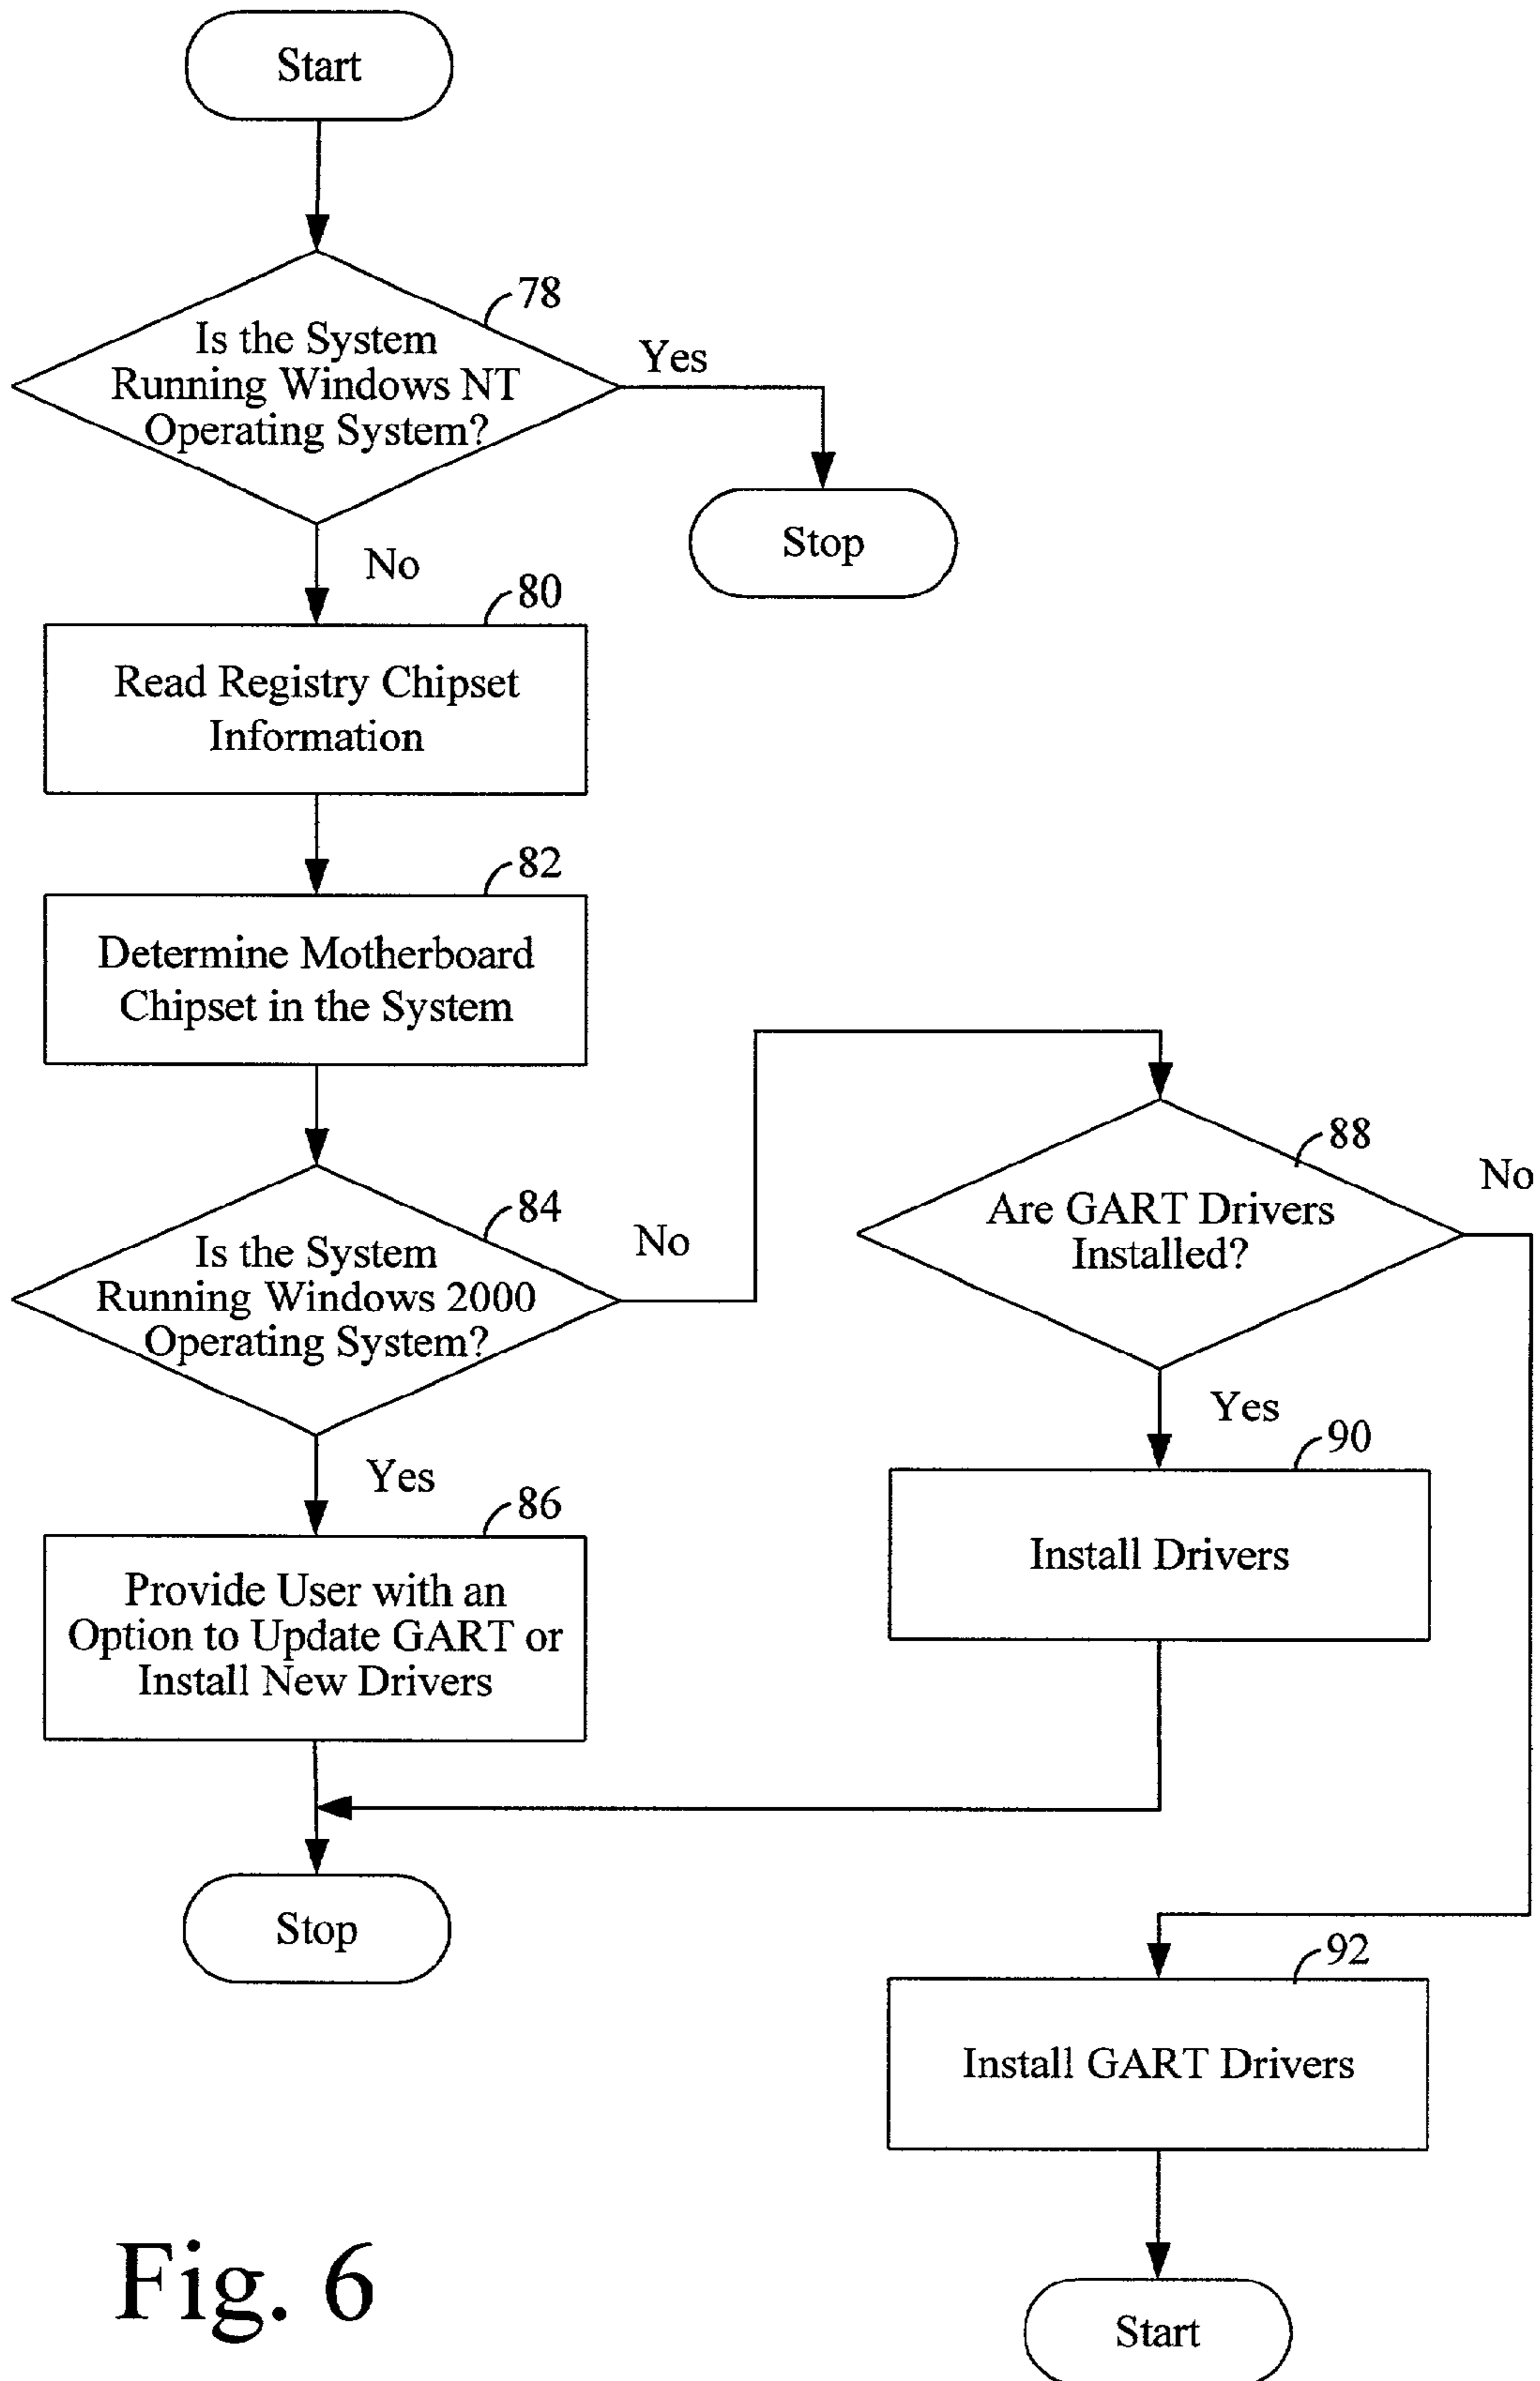 Start
78
Is the System
Running Windows NT
Operating System?
Yes
Stop
No
80
Read Registry Chipset
Information
82
Determine Motherboard
Chipset in the System
84
Is the System
Running Windows 2000
Operating System?
No
88
Are GART Drivers
Installed?
No
Yes
90
Install Drivers
Yes
86
Provide User with an
Option to Update GART or
Install New Drivers
Stop
92
Install GART Drivers
Start
Fig. 6